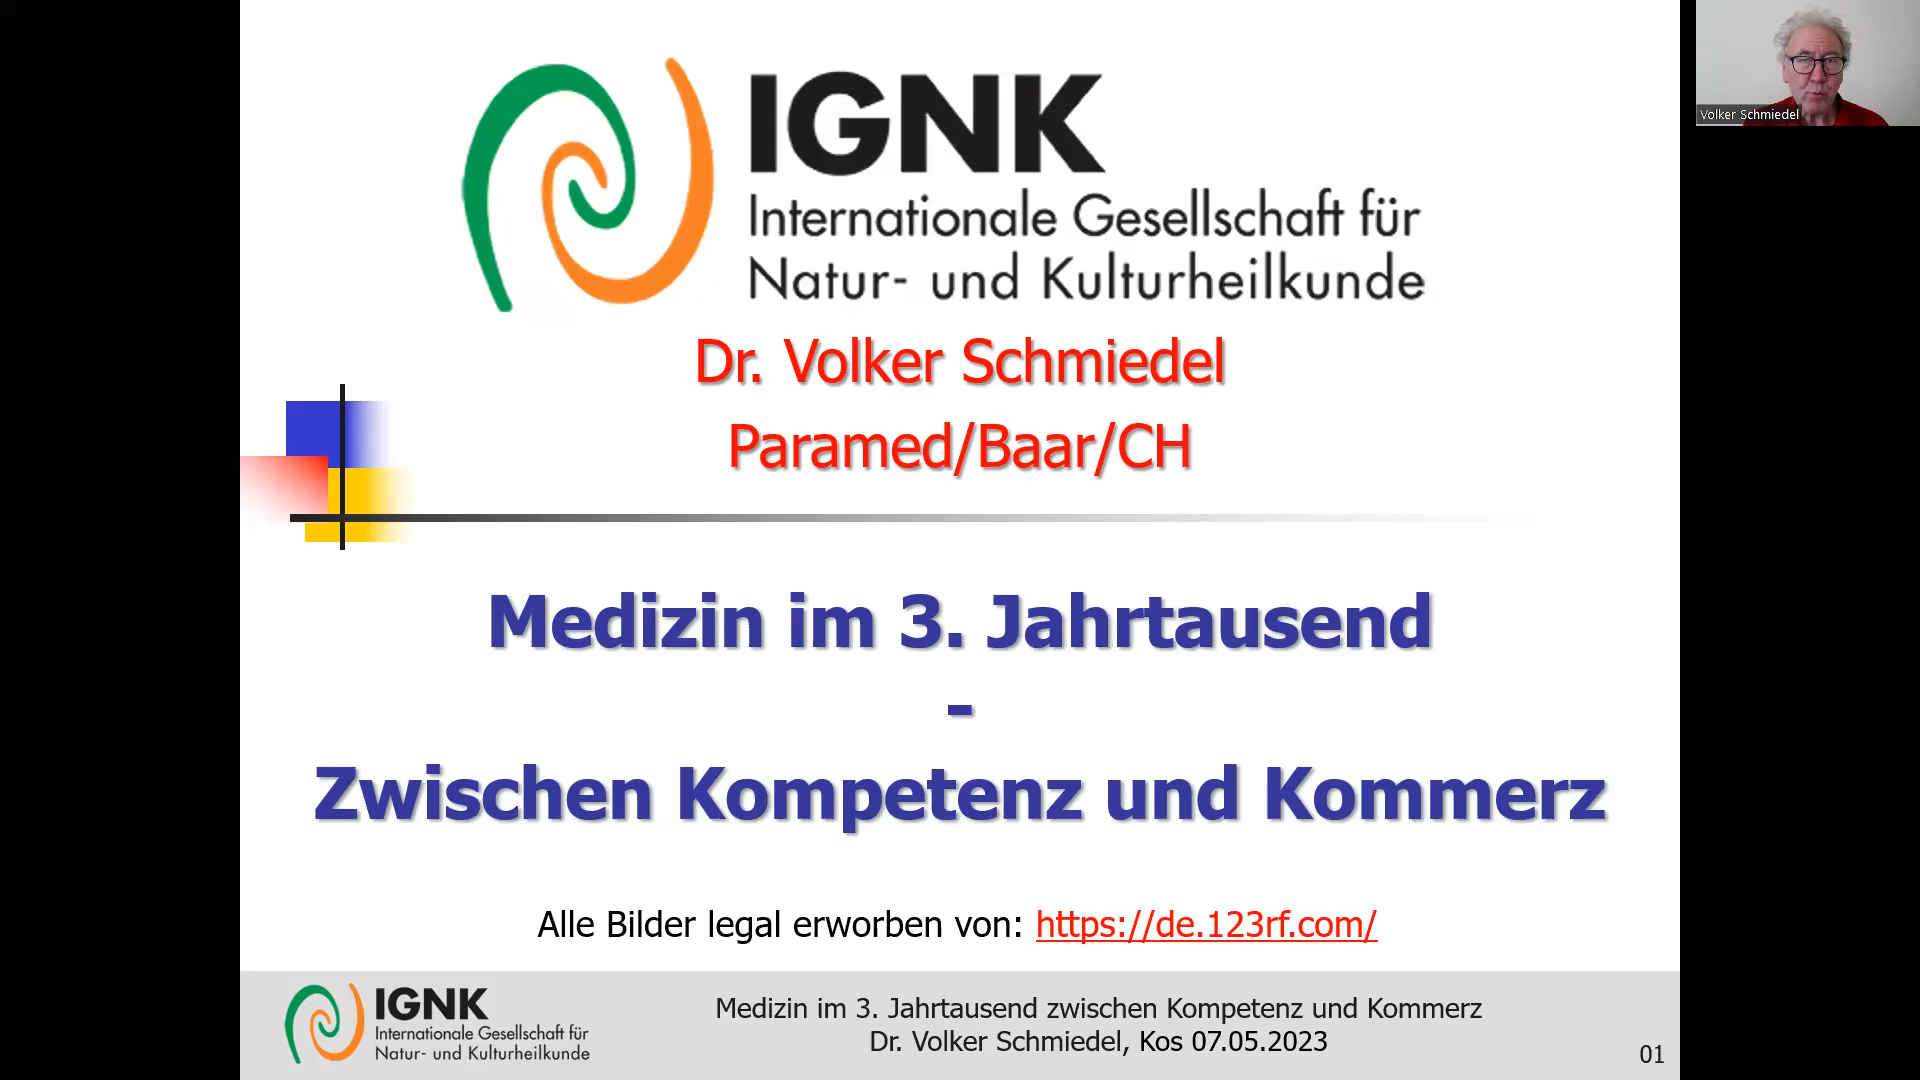 IGNK
Internationale Gesellschaft für
Natur- und Kulturheilkunde
Volker Schmiedel
Dr. Volker Schmiedel
Paramed/Baar/CH
Medizin im 3. Jahrtausend
-
Zwischen Kompetenz und Kommerz
Alle Bilder legal erworben von: https://de.123rf.com/
IGNK
Internationale Gesellschaft für
Natur- und Kulturheilkunde
Medizin im 3. Jahrtausend zwischen Kompetenz und Kommerz
Dr. Volker Schmiedel, Kos 07.05.2023
01